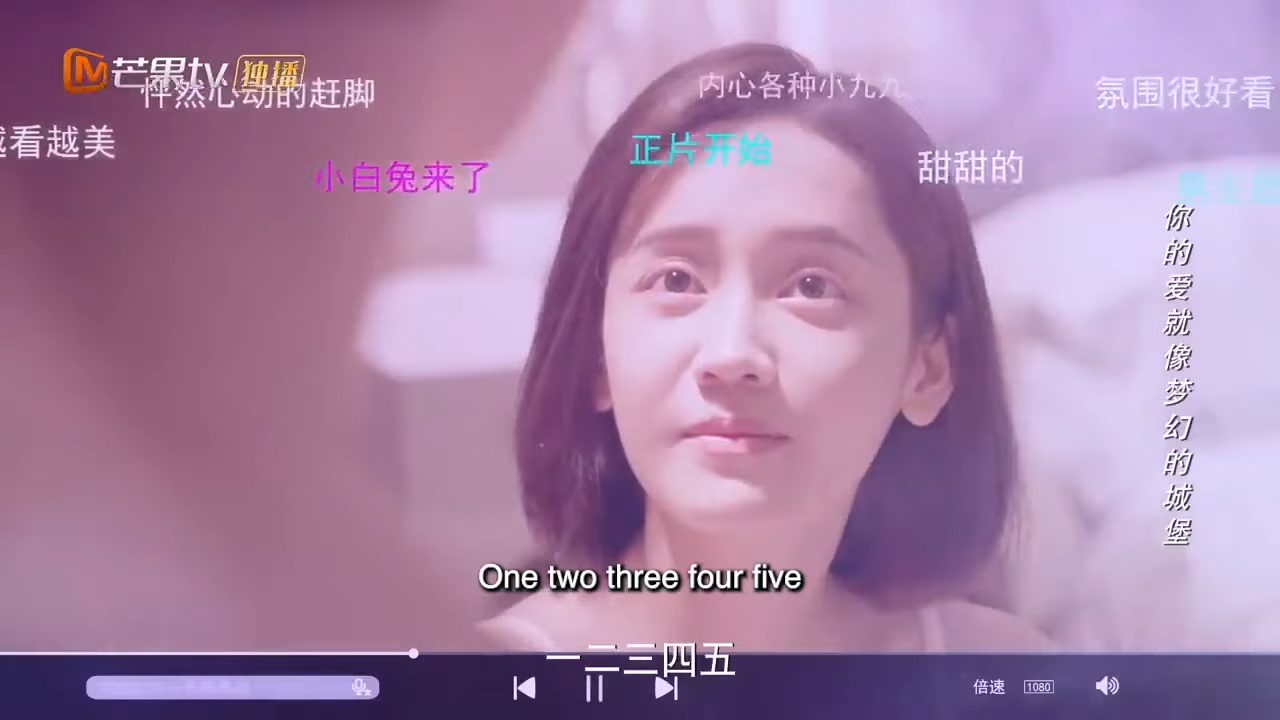 芒果tv 独播
怦然心动的赶脚
内心各种小九九
氛围很好看
越看越美
小白兔来了
正片开始
甜甜的
你的爱就像梦幻的城堡
One two three four five
一二三四五
倍速
1080